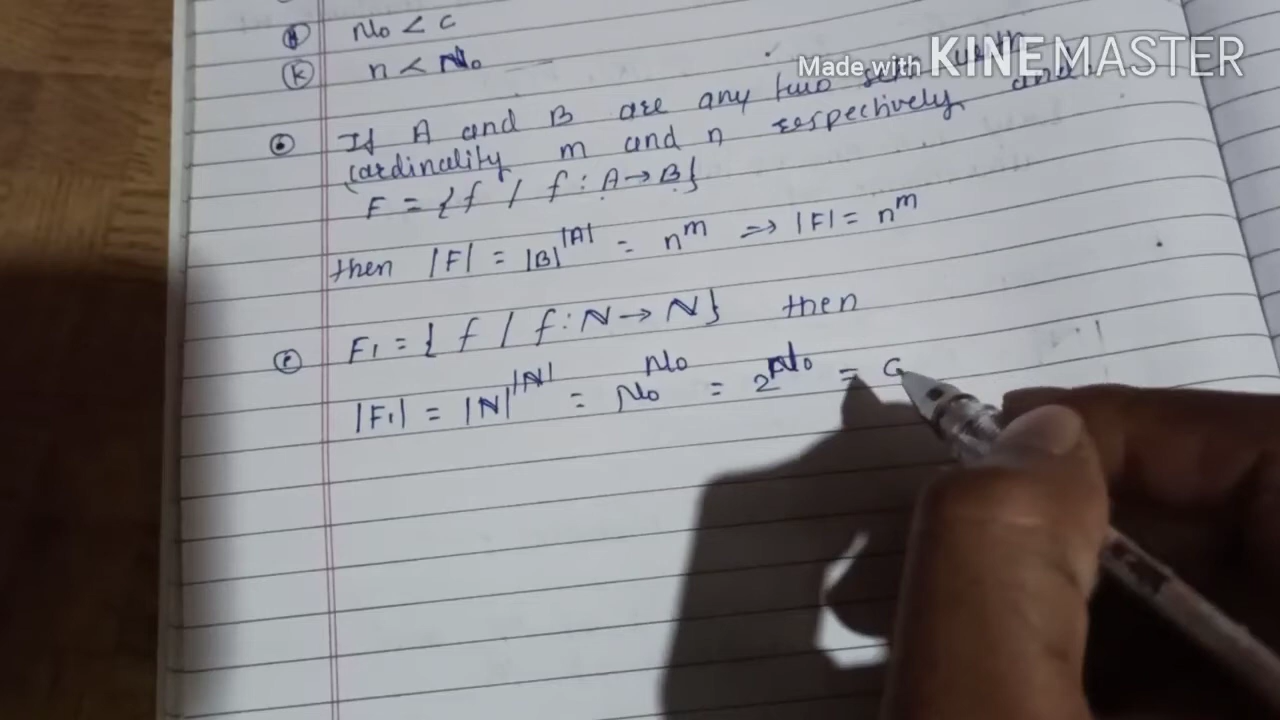 ℵ₀ < c
(K) n < ℵ₀
Made with KINEMASTER
⑥ If A and B are any two sets with
cardinality m and n respectively and
F = { f / f : A → B }
then |F| = |B|^|A| = n^m ⇒ |F| = n^m
F₁ = { f / f : N → N } then
|F₁| = |N|^|N| = ℵ₀^ℵ₀ = 2^ℵ₀ = c